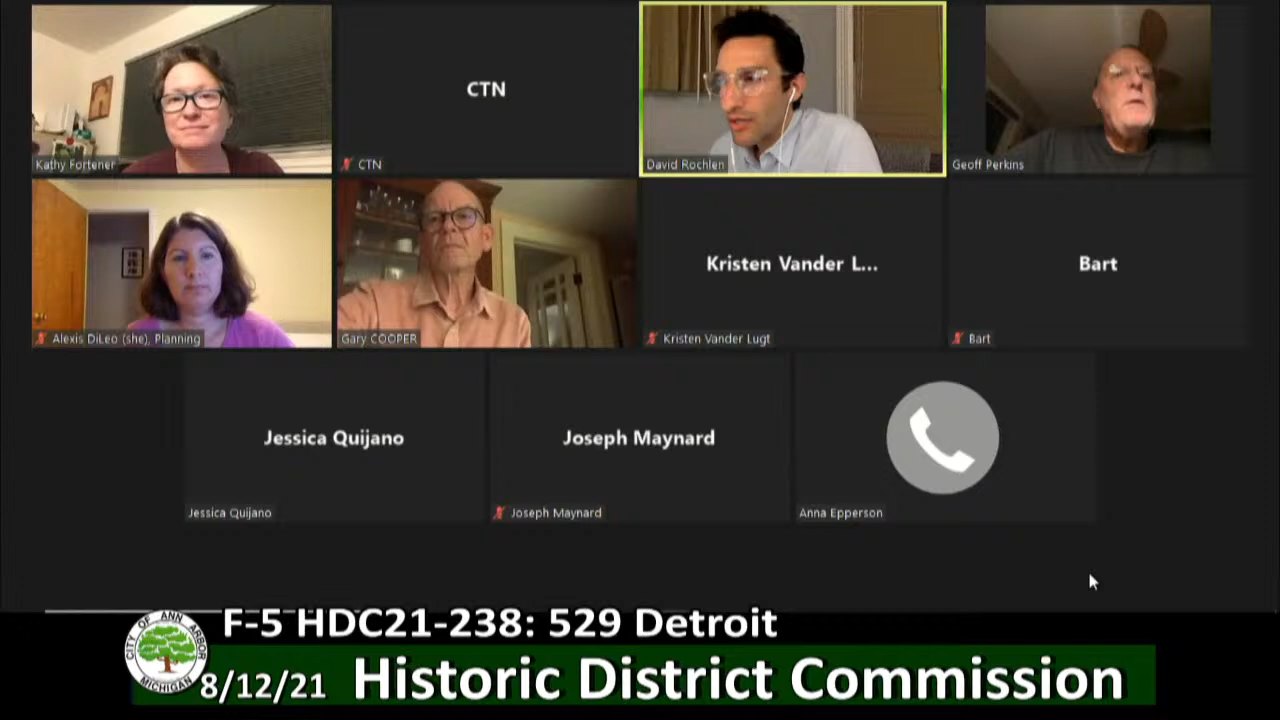 Kathy Fortener
CTN
CTN
David Rochlen
Geoff Perkins
Alexis DiLeo (she), Planning
Gary COOPER
Kristen Vander L...
Kristen Vander Lugt
Bart
Bart
Jessica Quijano
Jessica Quijano
Joseph Maynard
Joseph Maynard
Anna Epperson
F-5 HDC21-238: 529 Detroit
CITY OF ANN ARBOR
MICHIGAN
8/12/21 Historic District Commission